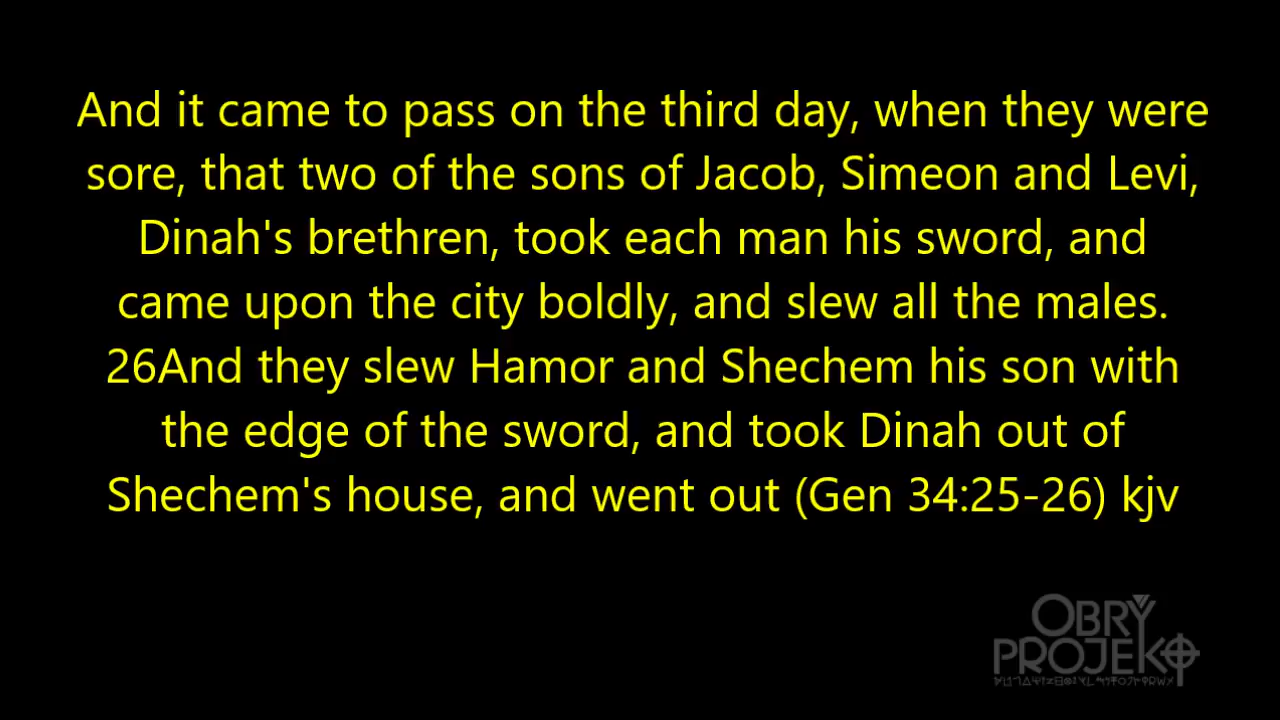 And it came to pass on the third day, when they were
sore, that two of the sons of Jacob, Simeon and Levi,
Dinah's brethren, took each man his sword, and
came upon the city boldly, and slew all the males.
26And they slew Hamor and Shechem his son with
the edge of the sword, and took Dinah out of
Shechem's house, and went out (Gen 34:25-26) kjv
OBRY
PROJEKT